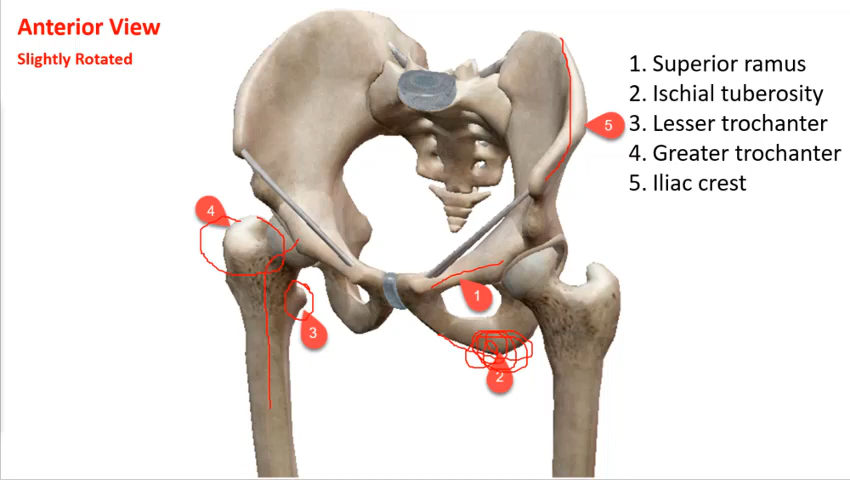 Anterior View
Slightly Rotated
1. Superior ramus
2. Ischial tuberosity
3. Lesser trochanter
4. Greater trochanter
5. Iliac crest
5
4
1
3
2